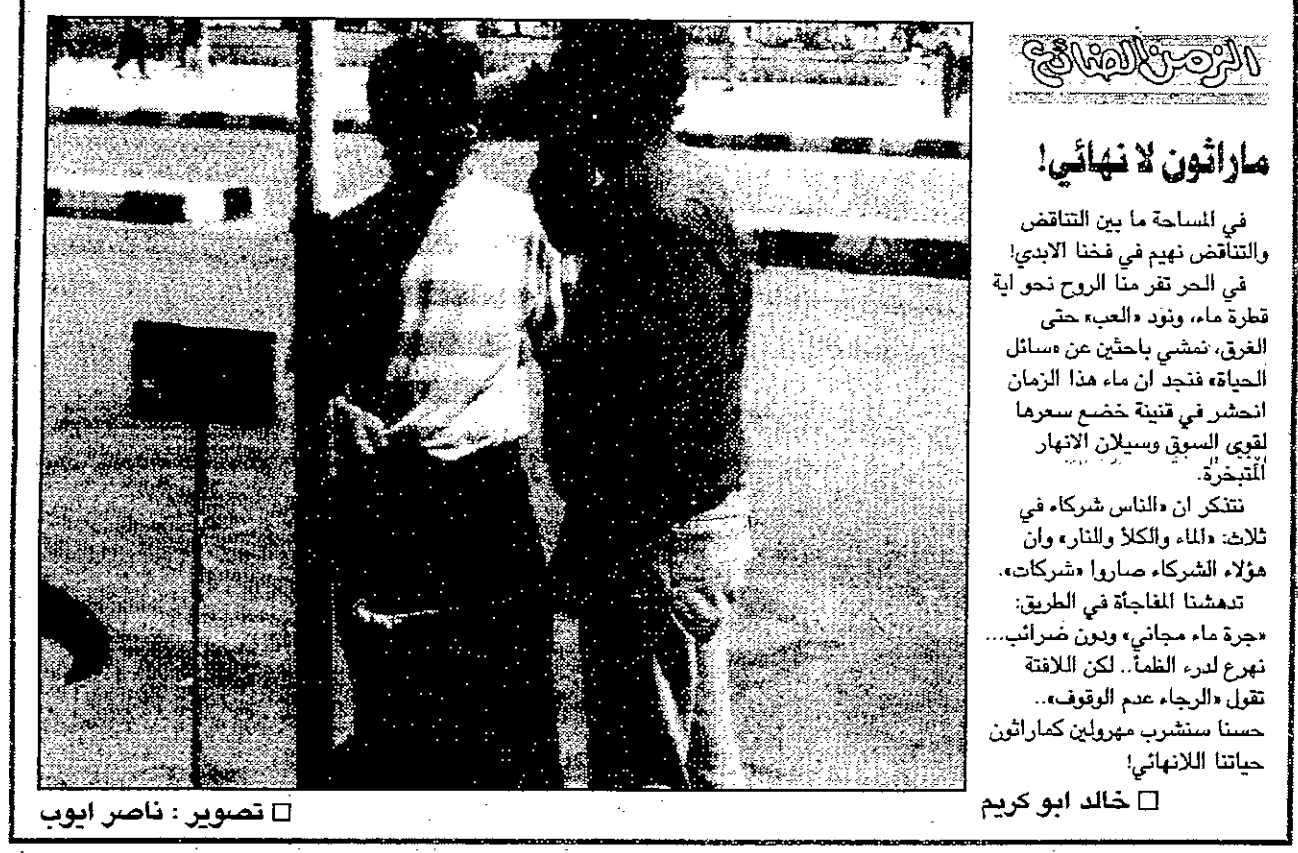 الزمن الضائع
ماراثون لا نهائي!
في المساحة ما بين التناقض
والتناقض نهيم في فخنا الابدي!
في الحر تفر منا الروح نحو اية
قطرة ماء، ونود «العب» حتى
الغرق، نمشي باحثين عن «سائل
الحياة» فنجد ان ماء هذا الزمان
انحشر في قنينة خضع سعرها
لقوى السوق وسيلان الانهار
المتبخرة.
نتذكر ان «الناس شركاء في
ثلاث: «الماء والكلأ والنار» وان
هؤلاء الشركاء صاروا «شركات».
تدهشنا المفاجأة في الطريق:
«جرة ماء مجاني» ودون ضرائب...
نهرع لدرء الظمأ.. لكن اللافتة
تقول «الرجاء عدم الوقوف»..
حسنا سنشرب مهرولين كماراثون
حياتنا اللانهائي!
□ خالد ابو كريم
□ تصوير : ناصر ايوب